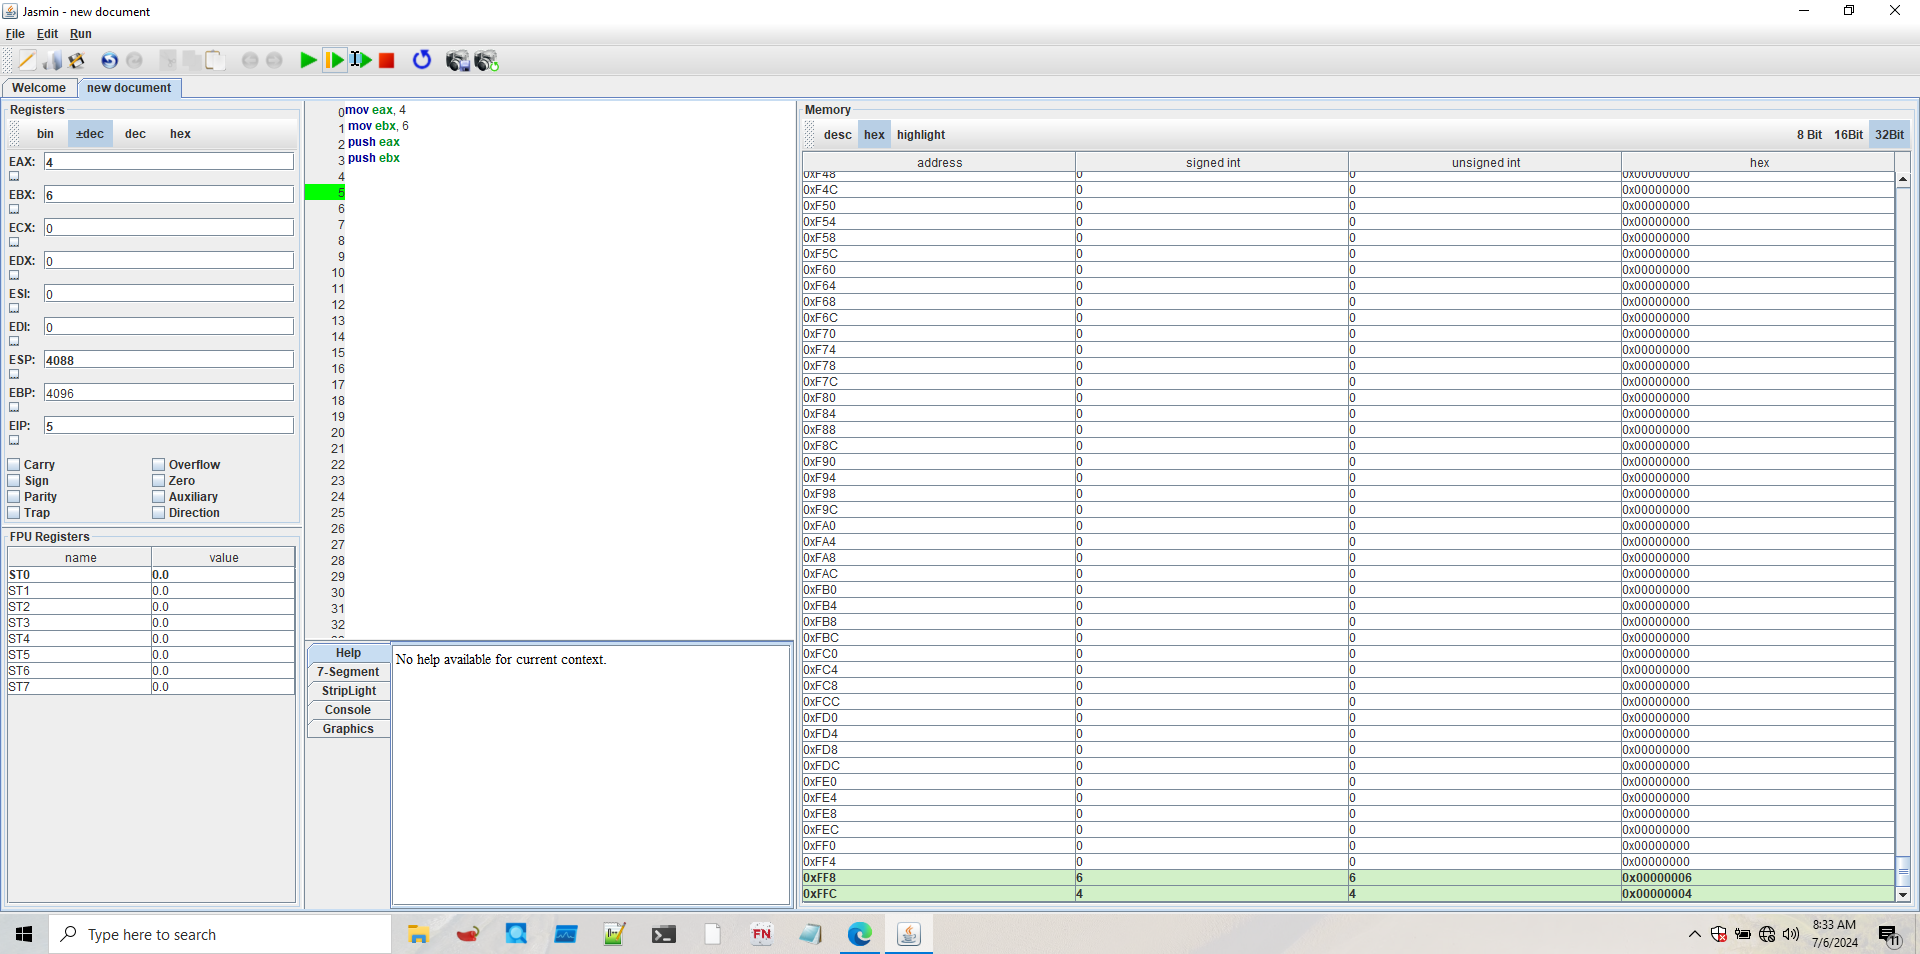 Jasmin - new document
File Edit Run
Welcome new document
Registers
bin ±dec dec hex
EAX: 4
...
EBX: 6
...
ECX: 0
...
EDX: 0
...
ESI: 0
...
EDI: 0
...
ESP: 4088
...
EBP: 4096
...
EIP: 5
...
Carry Overflow
Sign Zero
Parity Auxiliary
Trap Direction
FPU Registers
name value
ST0 0.0
ST1 0.0
ST2 0.0
ST3 0.0
ST4 0.0
ST5 0.0
ST6 0.0
ST7 0.0
0 mov eax, 4
1 mov ebx, 6
2 push eax
3 push ebx
4
5
6
7
8
9
10
11
12
13
14
15
16
17
18
19
20
21
22
23
24
25
26
27
28
29
30
31
32
Help
7-Segment
StripLight
Console
Graphics
No help available for current context.
Memory
desc hex highlight 8 Bit 16Bit 32Bit
address signed int unsigned int hex
0xF48 0 0 0x00000000
0xF4C 0 0 0x00000000
0xF50 0 0 0x00000000
0xF54 0 0 0x00000000
0xF58 0 0 0x00000000
0xF5C 0 0 0x00000000
0xF60 0 0 0x00000000
0xF64 0 0 0x00000000
0xF68 0 0 0x00000000
0xF6C 0 0 0x00000000
0xF70 0 0 0x00000000
0xF74 0 0 0x00000000
0xF78 0 0 0x00000000
0xF7C 0 0 0x00000000
0xF80 0 0 0x00000000
0xF84 0 0 0x00000000
0xF88 0 0 0x00000000
0xF8C 0 0 0x00000000
0xF90 0 0 0x00000000
0xF94 0 0 0x00000000
0xF98 0 0 0x00000000
0xF9C 0 0 0x00000000
0xFA0 0 0 0x00000000
0xFA4 0 0 0x00000000
0xFA8 0 0 0x00000000
0xFAC 0 0 0x00000000
0xFB0 0 0 0x00000000
0xFB4 0 0 0x00000000
0xFB8 0 0 0x00000000
0xFBC 0 0 0x00000000
0xFC0 0 0 0x00000000
0xFC4 0 0 0x00000000
0xFC8 0 0 0x00000000
0xFCC 0 0 0x00000000
0xFD0 0 0 0x00000000
0xFD4 0 0 0x00000000
0xFD8 0 0 0x00000000
0xFDC 0 0 0x00000000
0xFE0 0 0 0x00000000
0xFE4 0 0 0x00000000
0xFE8 0 0 0x00000000
0xFEC 0 0 0x00000000
0xFF0 0 0 0x00000000
0xFF4 0 0 0x00000000
0xFF8 6 6 0x00000006
0xFFC 4 4 0x00000004
Type here to search
FN
8:33 AM
7/6/2024
11